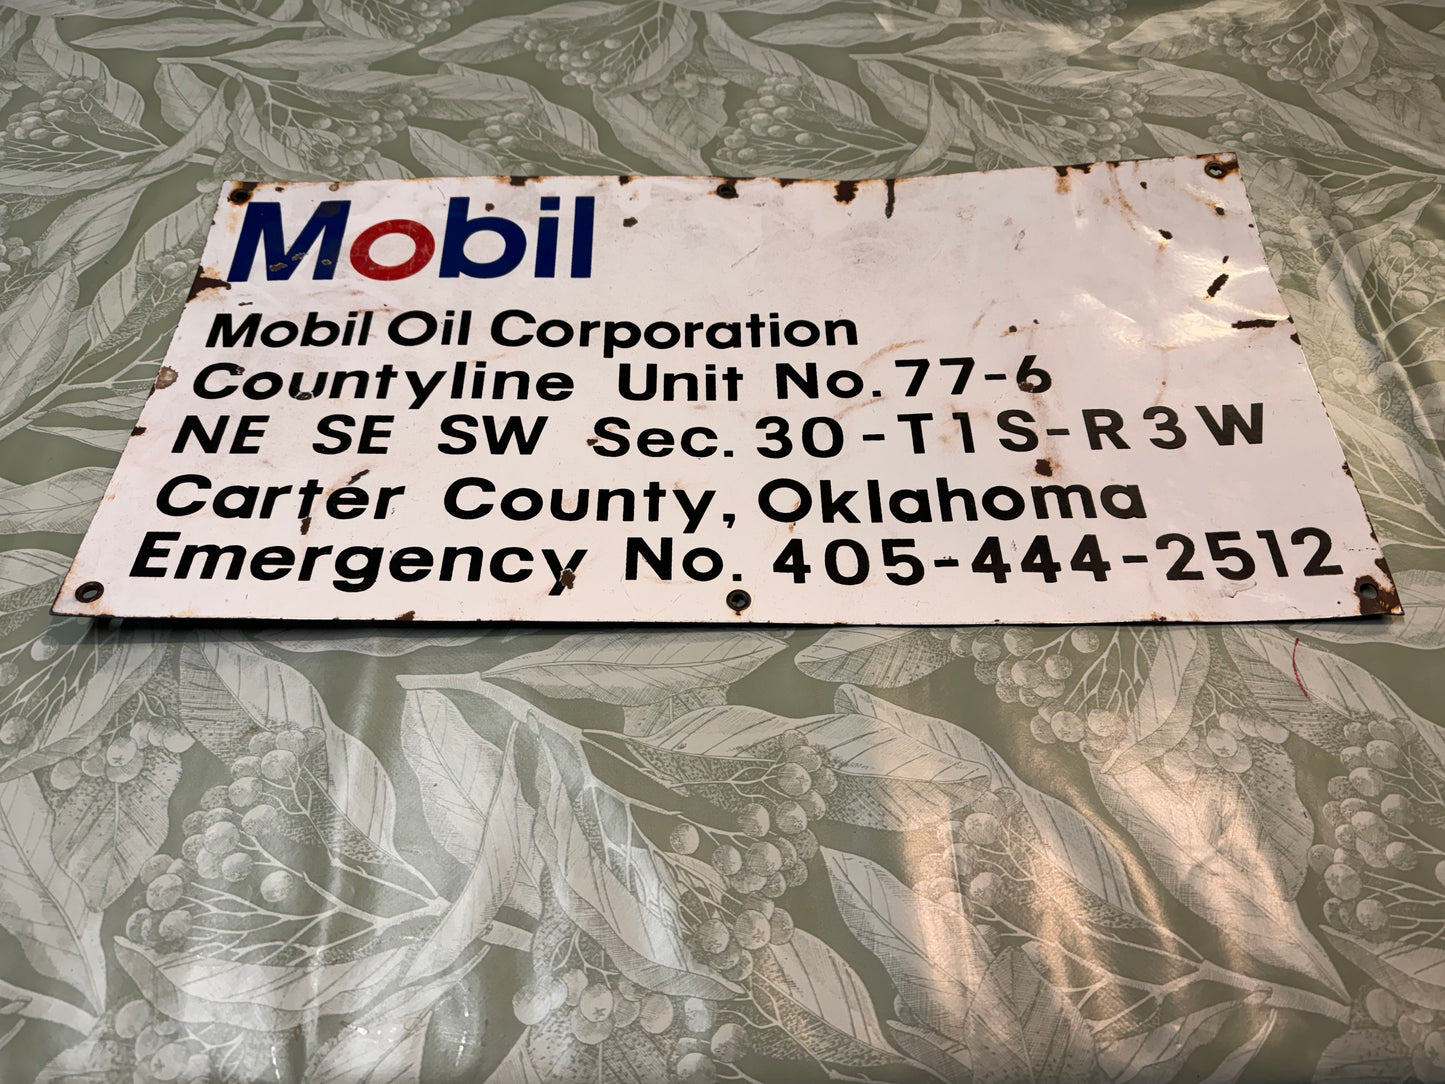 Mobil
Mobil Oil Corporation
Countyline Unit No. 77-6
NE SE SW Sec. 30-T1S-R3W
Carter County, Oklahoma
Emergency No. 405-444-2512